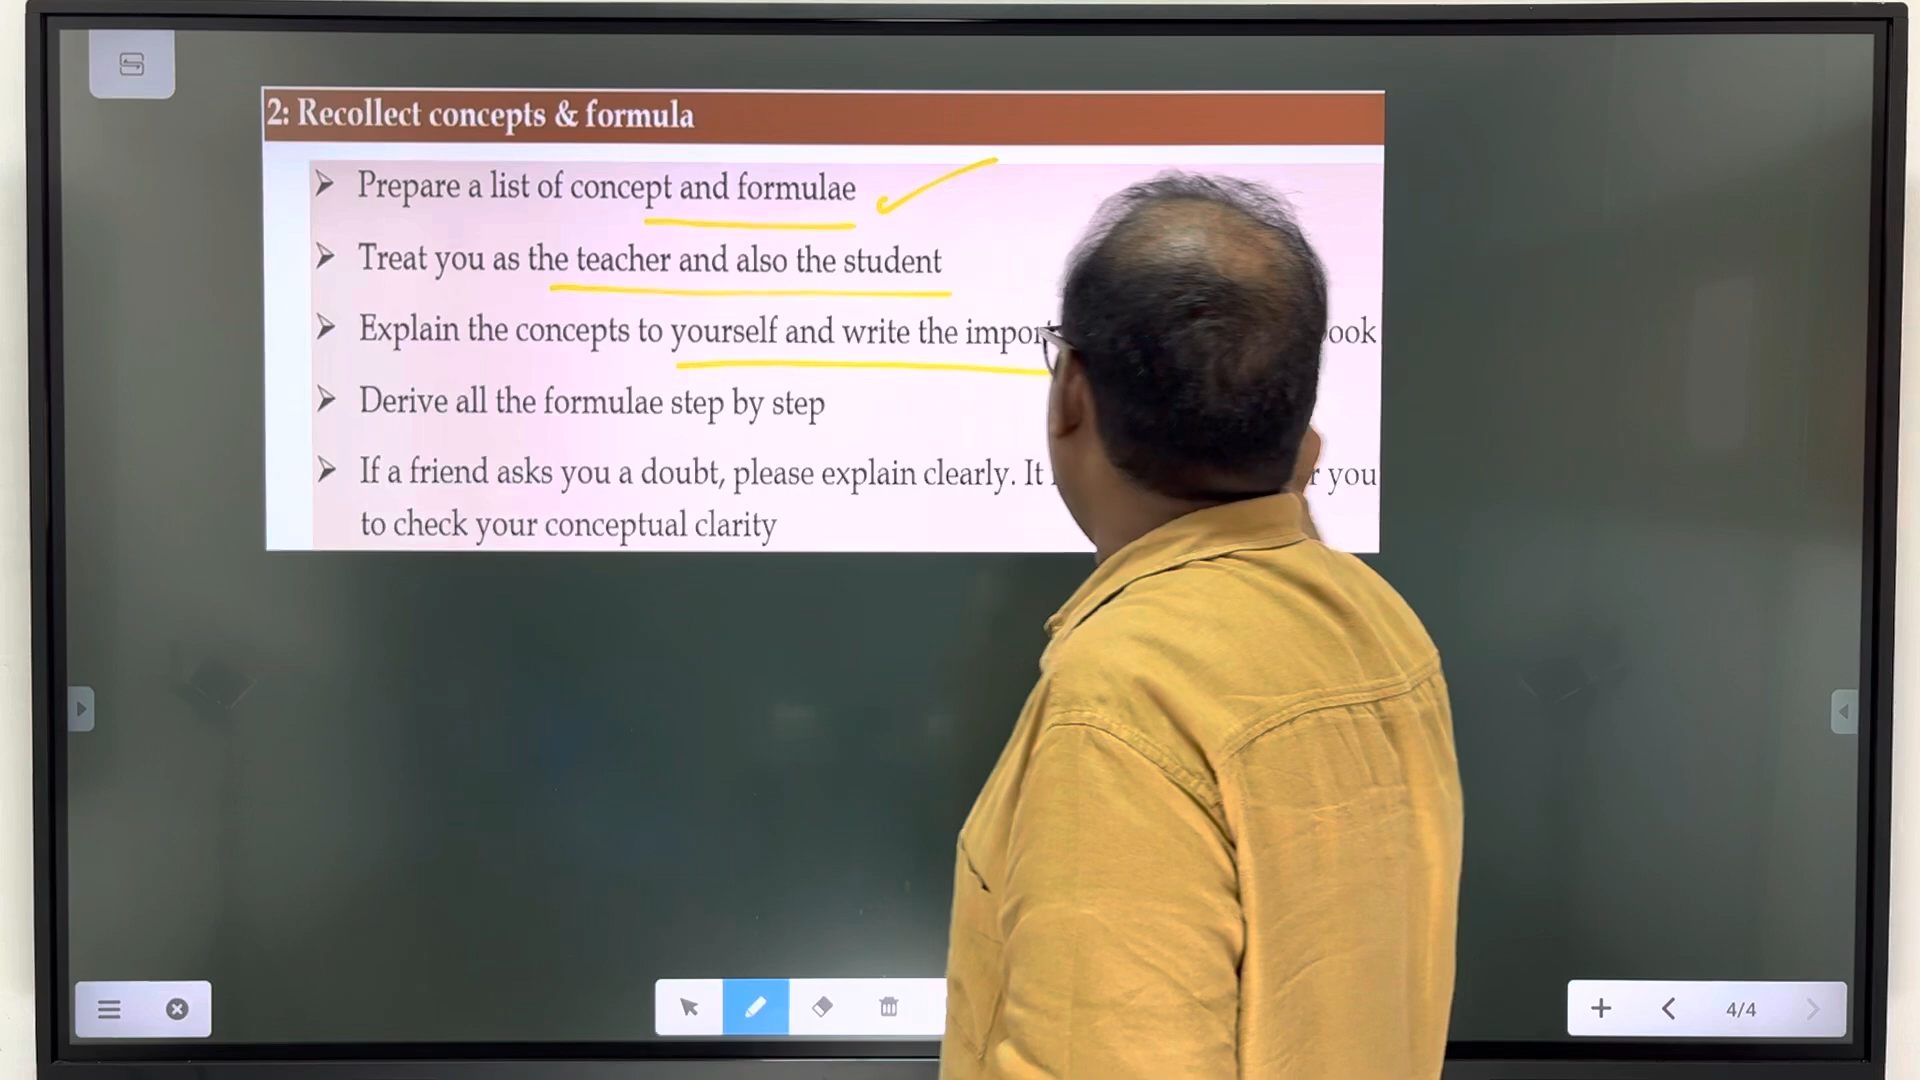 2: Recollect concepts & formula
Prepare a list of concept and formulae
Treat you as the teacher and also the student
Explain the concepts to yourself and write the
Derive all the formulae step by step
If a friend asks you a doubt, please explain clearly. It you
to check your conceptual clarity
4/4